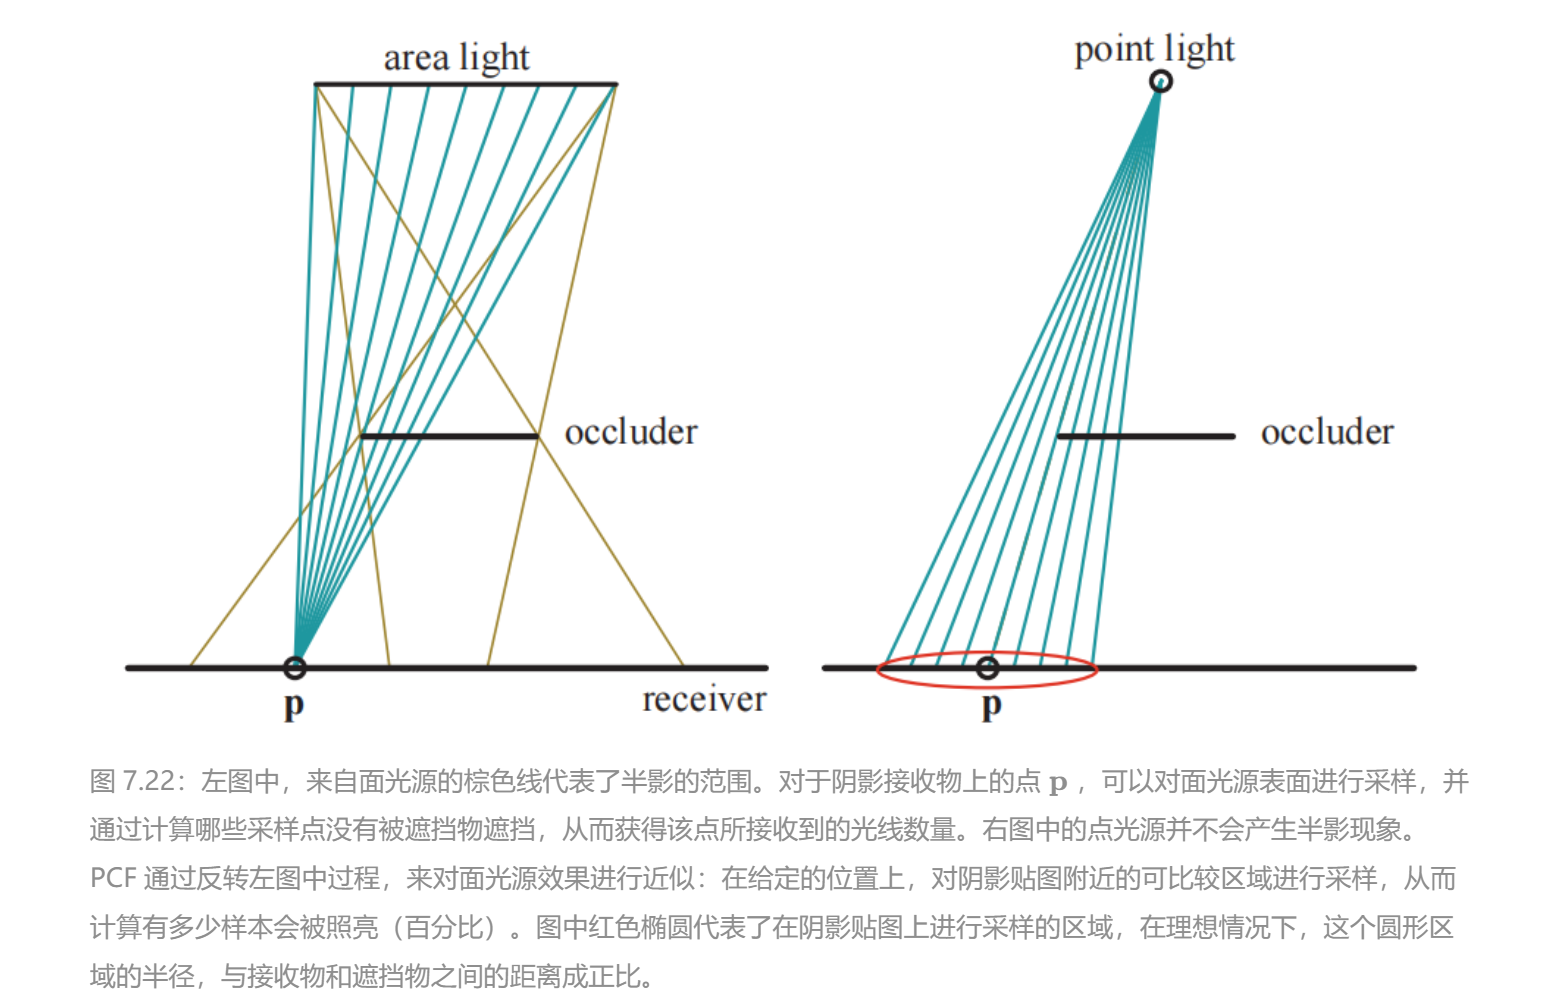 area light
point light
occluder
occluder
p
receiver
p
图 7.22：左图中，来自面光源的棕色线代表了半影的范围。对于阴影接收物上的点 p ，可以对面光源表面进行采样，并
通过计算哪些采样点没有被遮挡物遮挡，从而获得该点所接收到的光线数量。右图中的点光源并不会产生半影现象。
PCF 通过反转左图中过程，来对面光源效果进行近似：在给定的位置上，对阴影贴图附近的可比较区域进行采样，从而
计算有多少样本会被照亮（百分比）。图中红色椭圆代表了在阴影贴图上进行采样的区域，在理想情况下，这个圆形区
域的半径，与接收物和遮挡物之间的距离成正比。